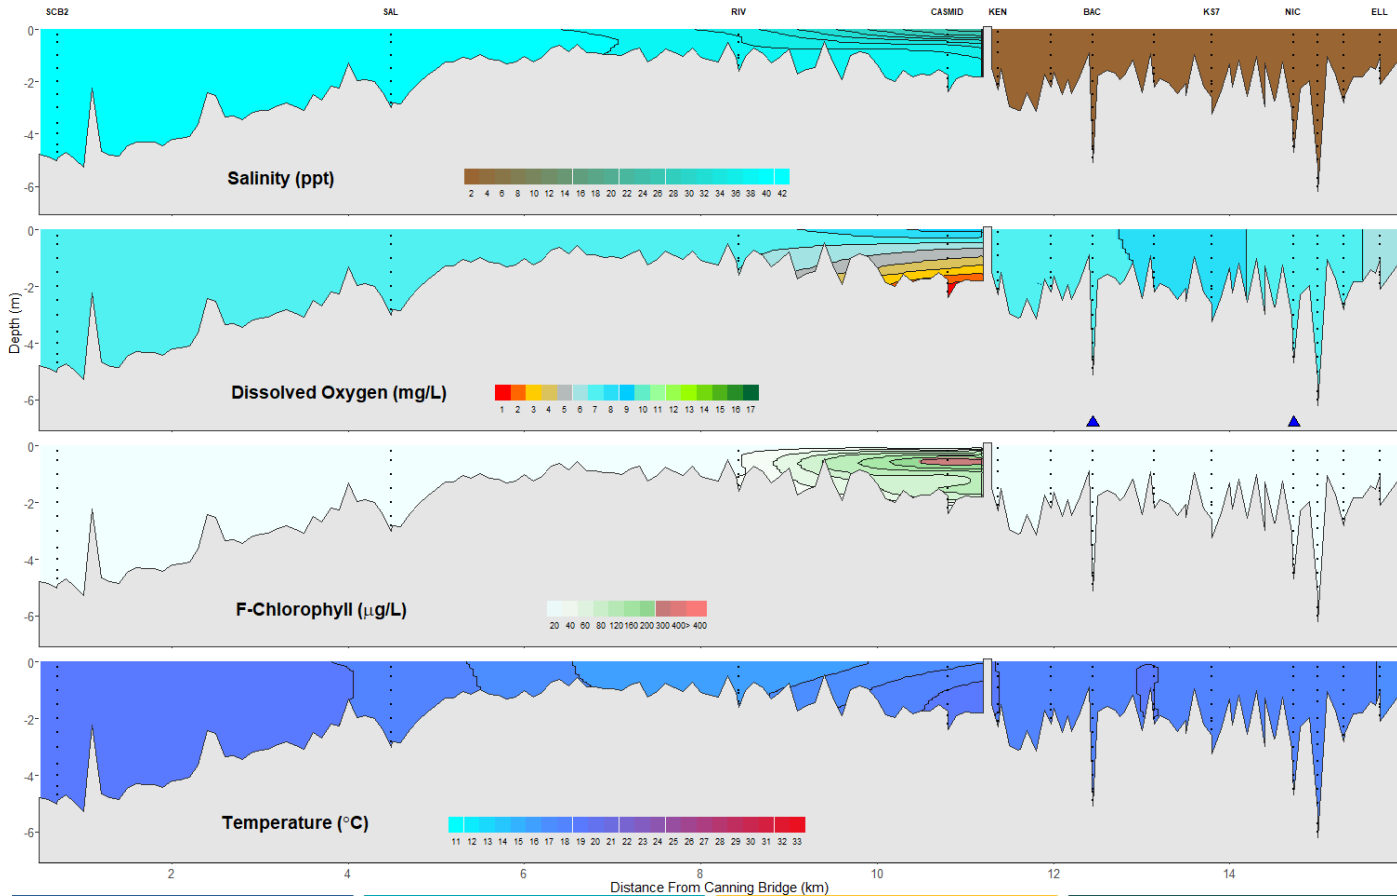 SCB2 SAL RIV CASMID KEN BAC KS7 NIC ELL
0
-2
-4
-6
Salinity (ppt)
2 4 6 8 10 12 14 16 18 20 22 24 26 28 30 32 34 36 38 40 42
0
-2
-4
-6
Dissolved Oxygen (mg/L)
1 2 3 4 5 6 7 8 9 10 11 12 13 14 15 16 17
Depth (m)
0
-2
-4
-6
F-Chlorophyll (µg/L)
20 40 60 80 120 160 200 300 400 > 400
0
-2
-4
-6
Temperature (°C)
11 12 13 14 15 16 17 18 19 20 21 22 23 24 25 26 27 28 29 30 31 32 33
2 4 6 8 10 12 14
Distance From Canning Bridge (km)